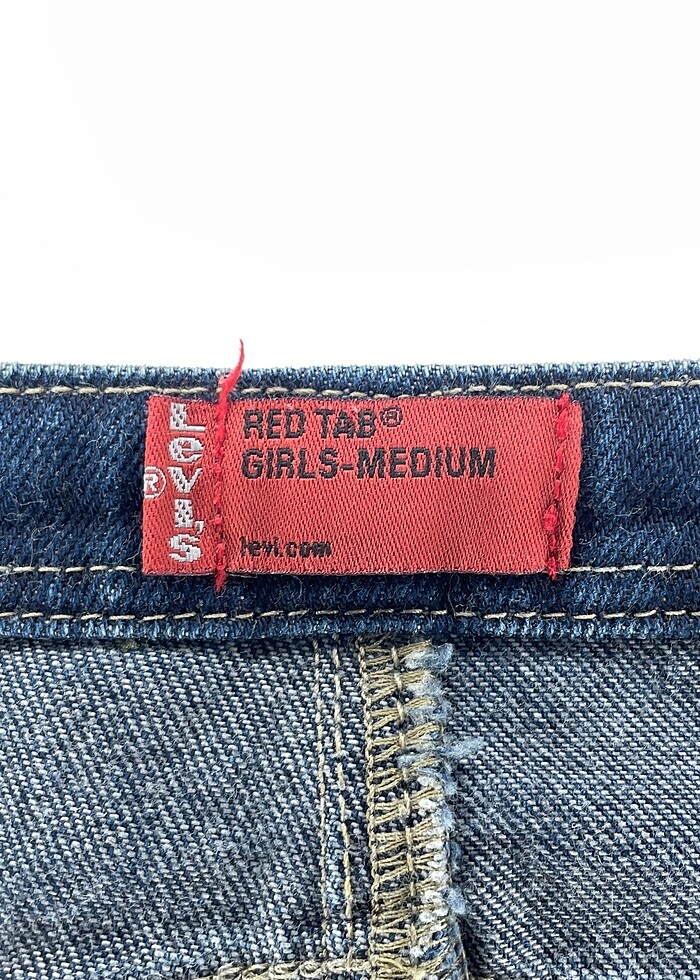 Levi's
®
RED TAB®
GIRLS-MEDIUM
levi.com